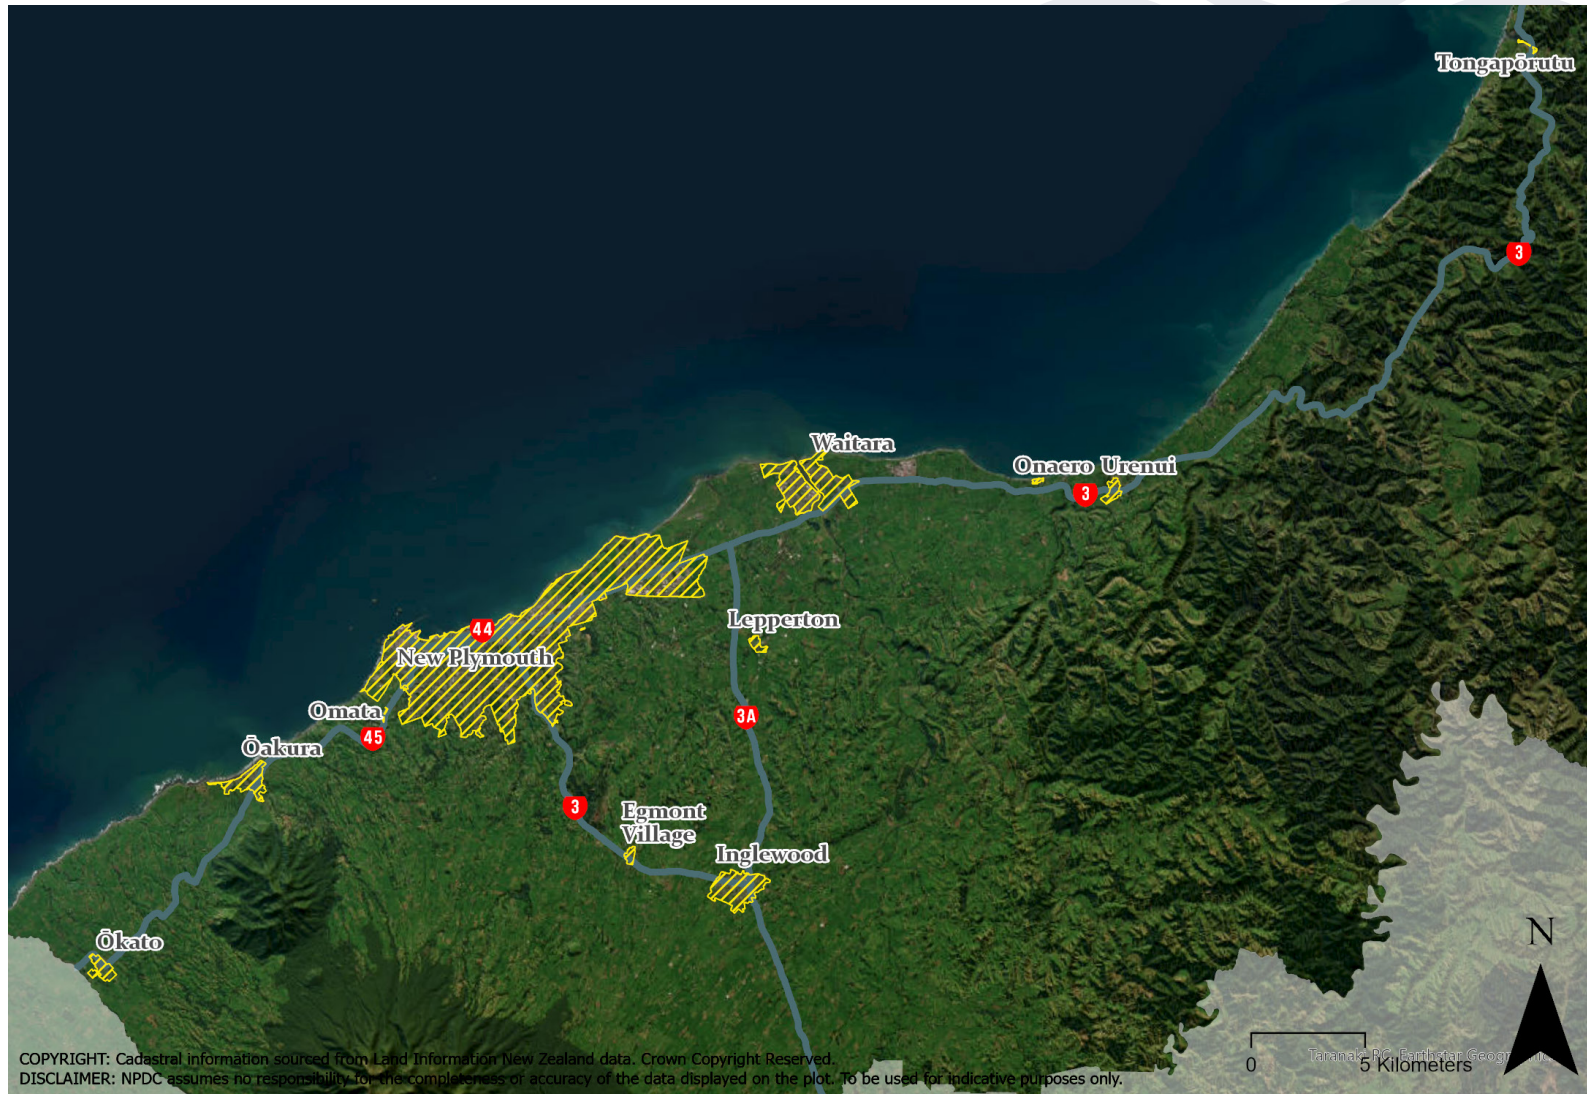 Tongapōrutu
3
Waitara
Onaero Urenui
3
Lepperton
44
New Plymouth
Omata
45
3A
Ōakura
3
Egmont
Village
Inglewood
Ōkato
N
COPYRIGHT: Cadastral information sourced from Land Information New Zealand data. Crown Copyright Reserved.
Taranaki RC, Earthstar
0 5 Kilometers
DISCLAIMER: NPDC assumes no responsibility for the completeness or accuracy of the data displayed on the plot. To be used for indicative purposes only.